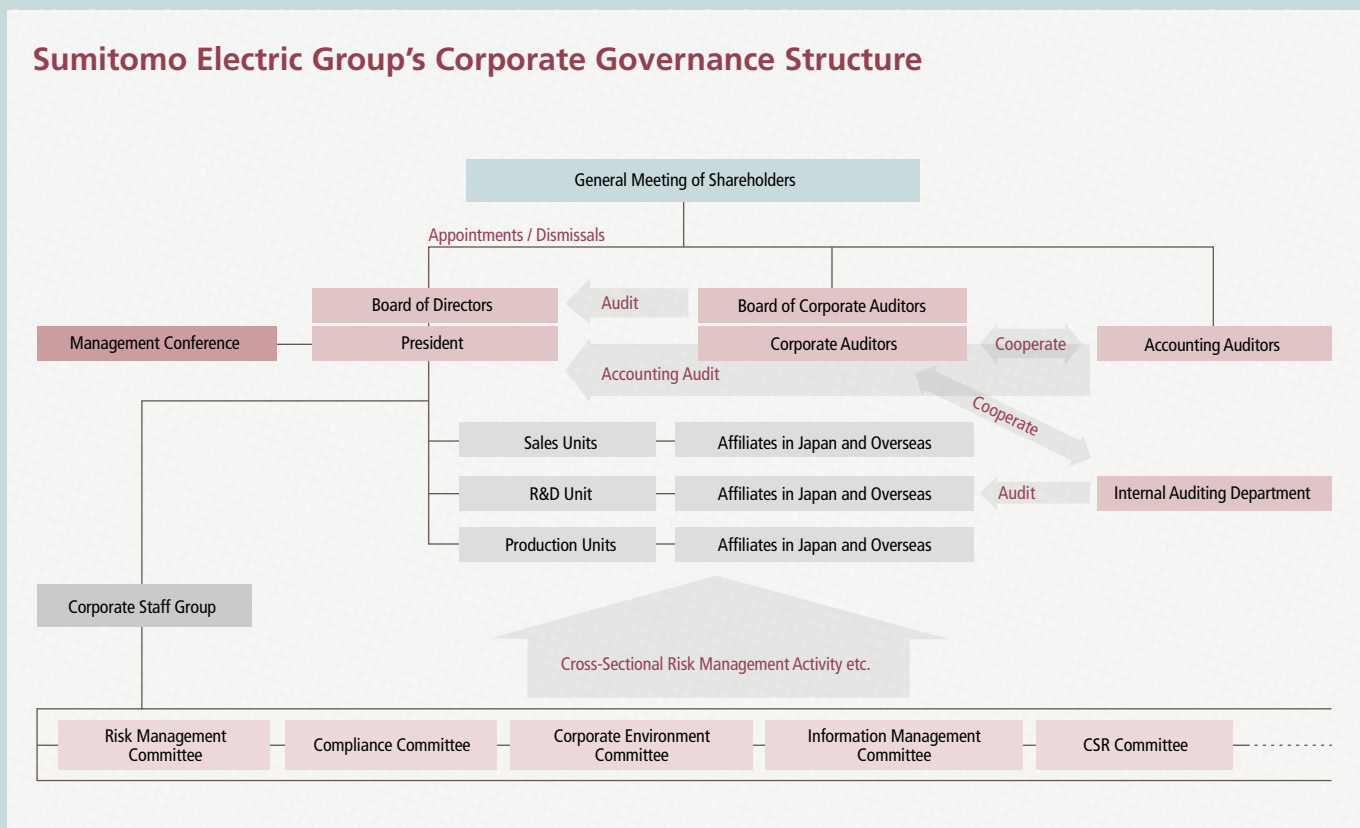 Sumitomo Electric Group's Corporate Governance Structure
General Meeting of Shareholders
Appointments / Dismissals
Board of Directors
Audit
Board of Corporate Auditors
Management Conference
President
Corporate Auditors
Cooperate
Accounting Auditors
Accounting Audit
Cooperate
Sales Units
Affiliates in Japan and Overseas
R&D Unit
Affiliates in Japan and Overseas
Audit
Internal Auditing Department
Production Units
Affiliates in Japan and Overseas
Corporate Staff Group
Cross-Sectional Risk Management Activity etc.
Risk Management
Committee
Compliance Committee
Corporate Environment
Committee
Information Management
Committee
CSR Committee